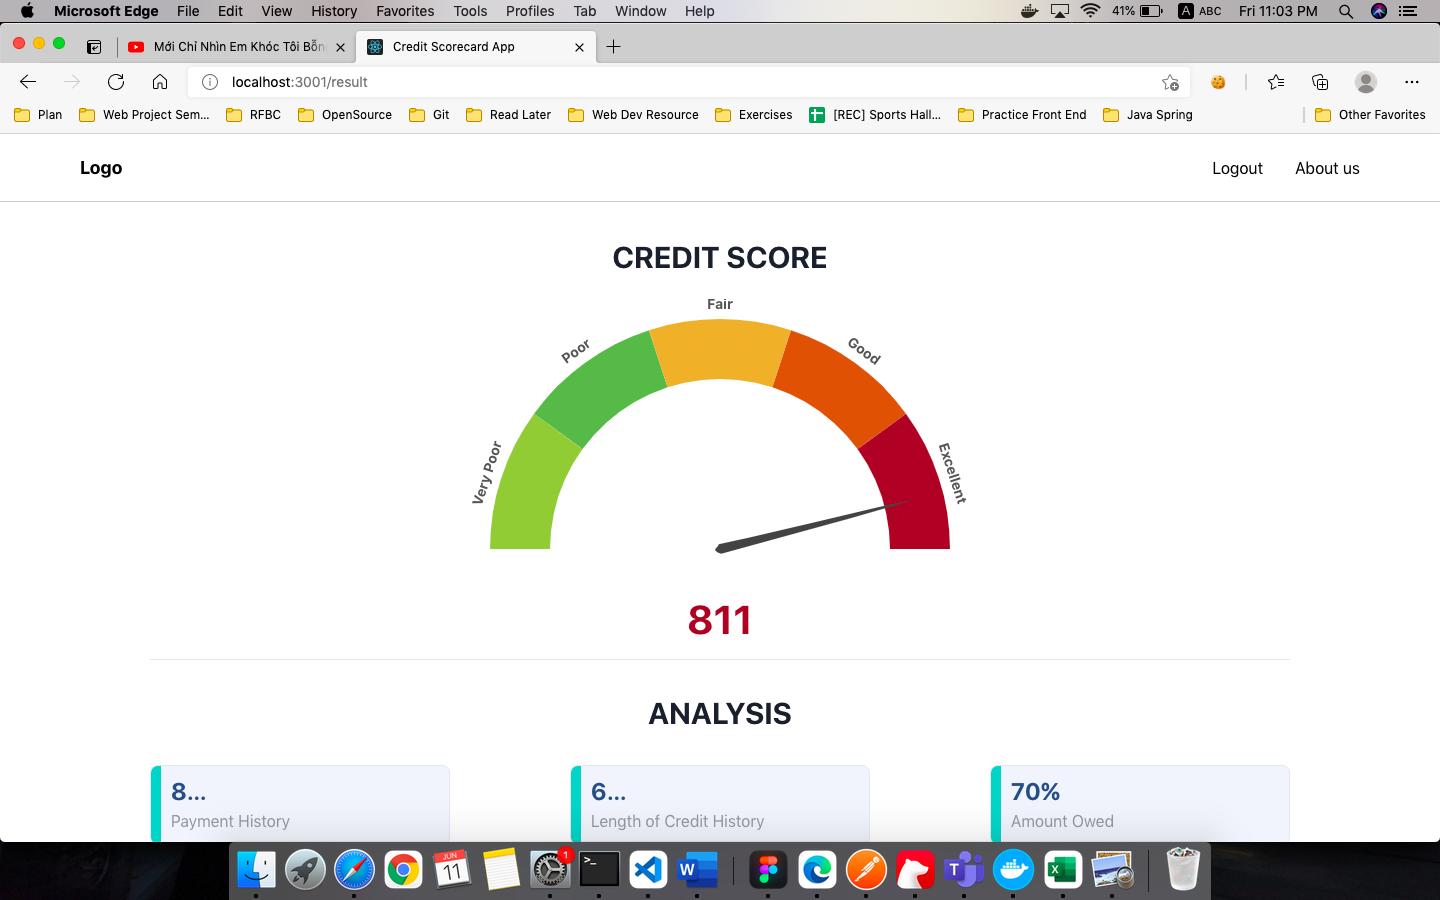 Microsoft Edge File Edit View History Favorites Tools Profiles Tab Window Help 41% A ABC Fri 11:03 PM
Mới Chỉ Nhìn Em Khóc Tôi Credit Scorecard App
localhost:3001/result
Plan Web Project Sem... RFBC OpenSource Git Read Later Web Dev Resource Exercises [REC] Sports Hall... Practice Front End Java Spring Other Favorites
Logo Logout About us
CREDIT SCORE
Very Poor
Poor
Fair
Good
Excellent
811
ANALYSIS
8... 6... 70%
Payment History Length of Credit History Amount Owed
JUN
11
1
>_
W
T
X